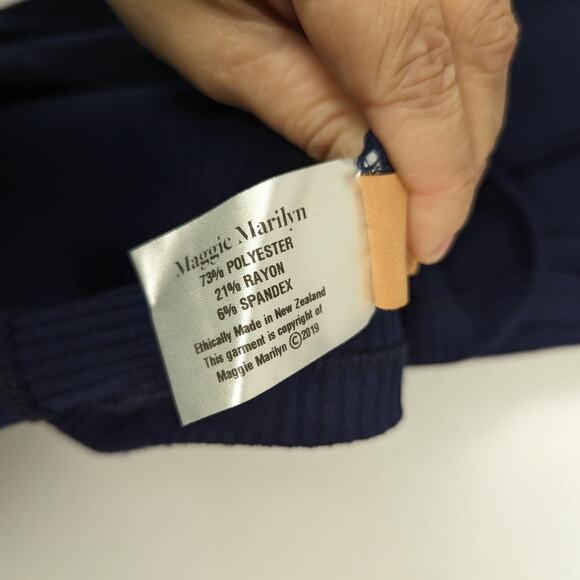 Maggie Marilyn
73% POLYESTER
21% RAYON
6% SPANDEX
Ethically Made in New Zealand
This garment is copyright of
Maggie Marilyn ©2019